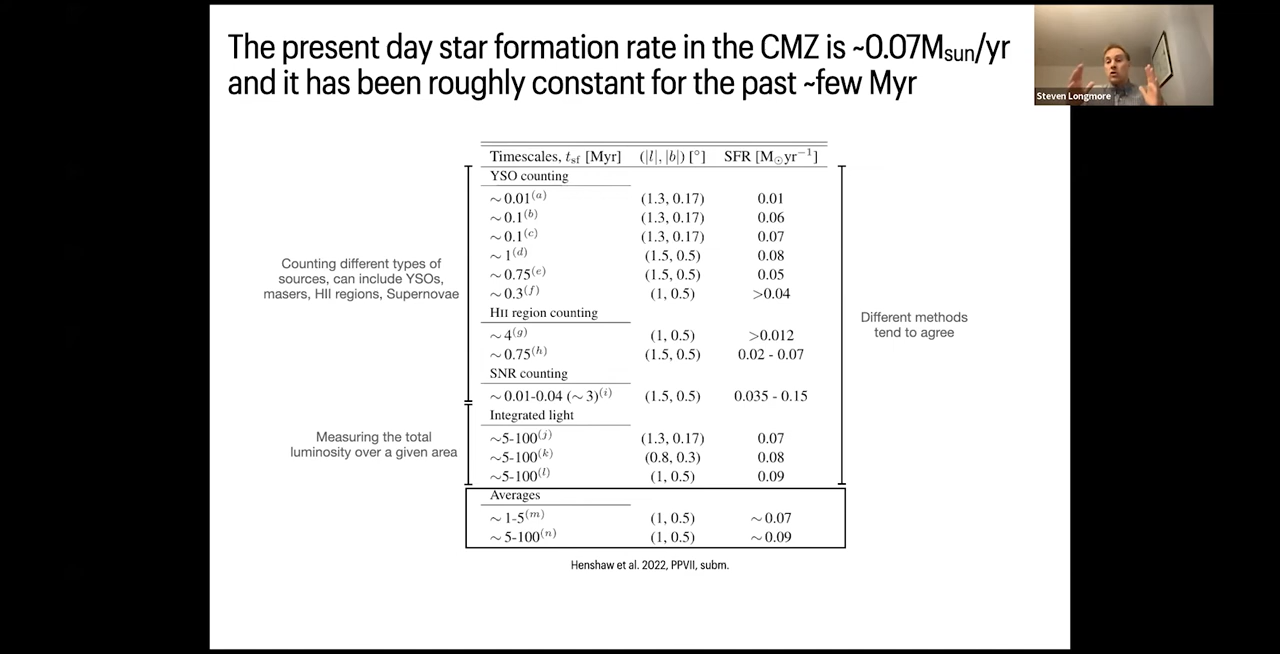 The present day star formation rate in the CMZ is ~0.07Msun/yr
and it has been roughly constant for the past ~few Myr
Steven Longmore
Timescales, t_sf [Myr] (|l|, |b|) [°] SFR [M⊙yr⁻¹]
YSO counting
~ 0.01(a) (1.3, 0.17) 0.01
~ 0.1(b) (1.3, 0.17) 0.06
~ 0.1(c) (1.3, 0.17) 0.07
~ 1(d) (1.5, 0.5) 0.08
~ 0.75(e) (1.5, 0.5) 0.05
~ 0.3(f) (1, 0.5) >0.04
HII region counting
~ 4(g) (1, 0.5) >0.012
~ 0.75(h) (1.5, 0.5) 0.02 - 0.07
SNR counting
~ 0.01-0.04 (~ 3)(i) (1.5, 0.5) 0.035 - 0.15
Integrated light
~5-100(j) (1.3, 0.17) 0.07
~5-100(k) (0.8, 0.3) 0.08
~5-100(l) (1, 0.5) 0.09
Averages
~ 1-5(m) (1, 0.5) ~ 0.07
~ 5-100(n) (1, 0.5) ~ 0.09
Counting different types of
sources, can include YSOs,
masers, HII regions, Supernovae
Measuring the total
luminosity over a given area
Different methods
tend to agree
Henshaw et al. 2022, PPVII, subm.